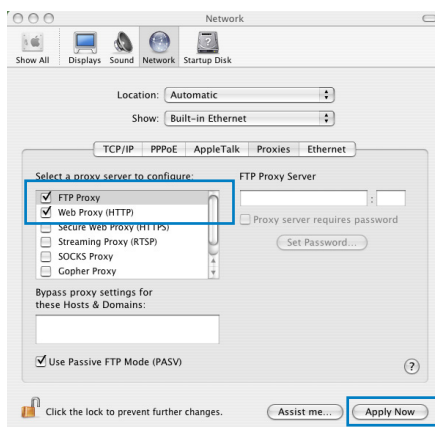 Network
Show All Displays Sound Network Startup Disk
Location: Automatic
Show: Built-in Ethernet
TCP/IP PPPoE AppleTalk Proxies Ethernet
Select a proxy server to configure: FTP Proxy Server
FTP Proxy :
Web Proxy (HTTP) Proxy server requires password
Secure Web Proxy (HTTPS)
Streaming Proxy (RTSP) Set Password...
SOCKS Proxy
Gopher Proxy
Bypass proxy settings for
these Hosts & Domains:
Use Passive FTP Mode (PASV) ?
Click the lock to prevent further changes. Assist me... Apply Now